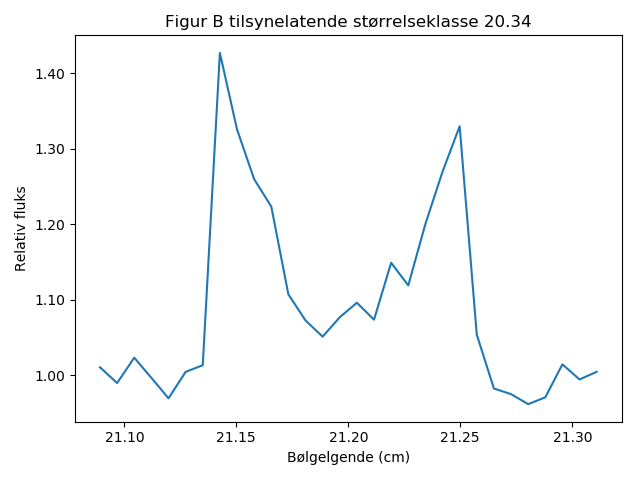 Figur B tilsynelatende størrelseklasse 20.34
1.40
1.30
1.20
1.10
1.00
Relativ fluks
21.10 21.15 21.20 21.25 21.30
Bølgelgende (cm)